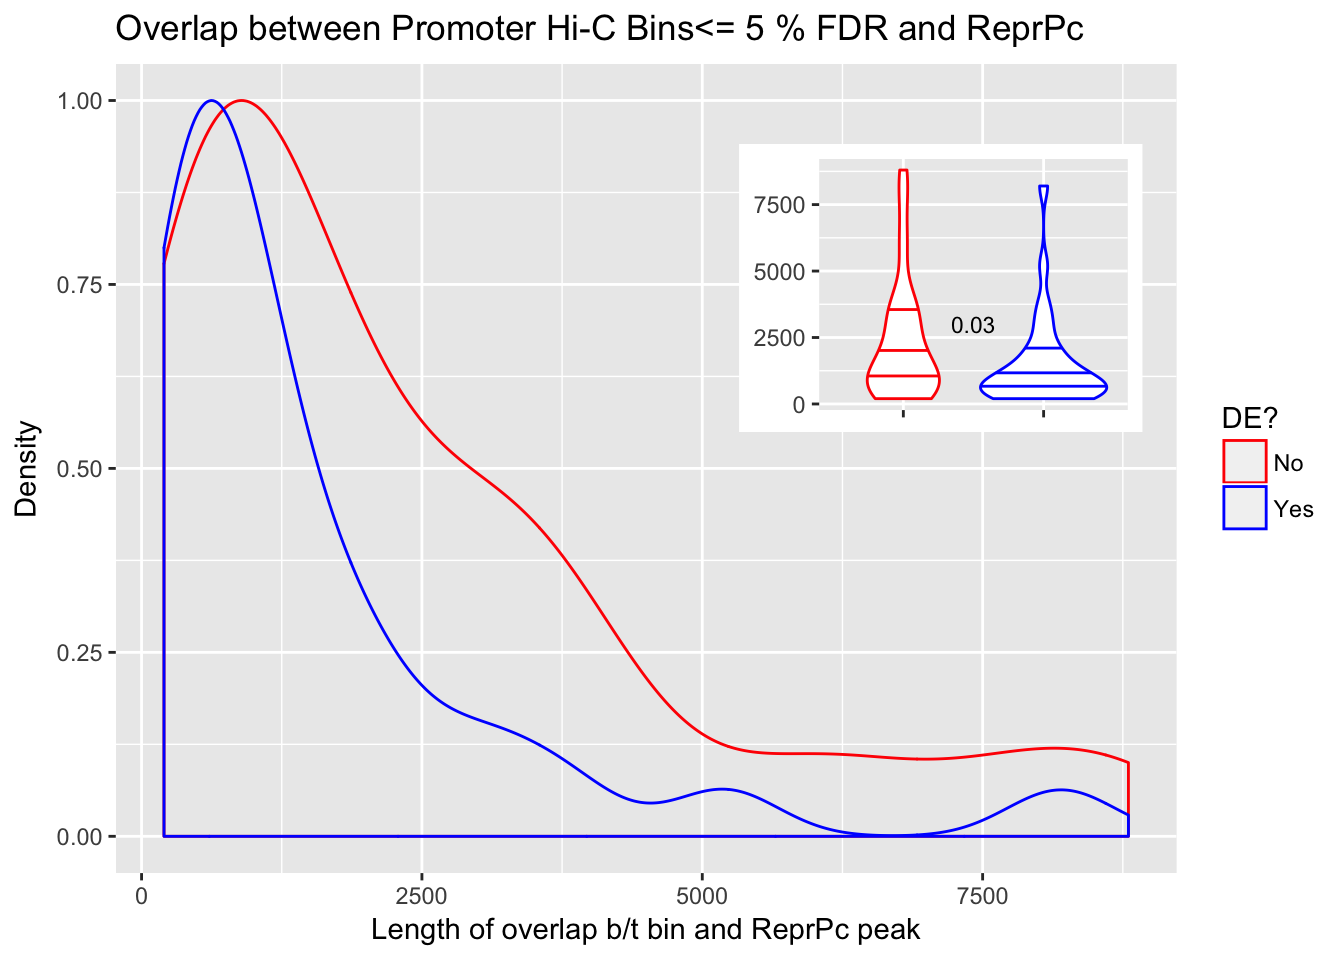 Overlap between Promoter Hi-C Bins<= 5 % FDR and ReprPc
1.00
0.75
0.50
0.25
0.00
Density
0
2500
5000
7500
Length of overlap b/t bin and ReprPc peak
7500
5000
2500
0
0.03
DE?
No
Yes